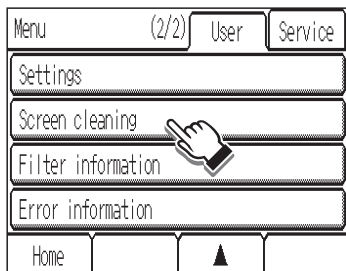 Menu (2/2) User Service
Settings
Screen cleaning
Filter information
Error information
Home ▲